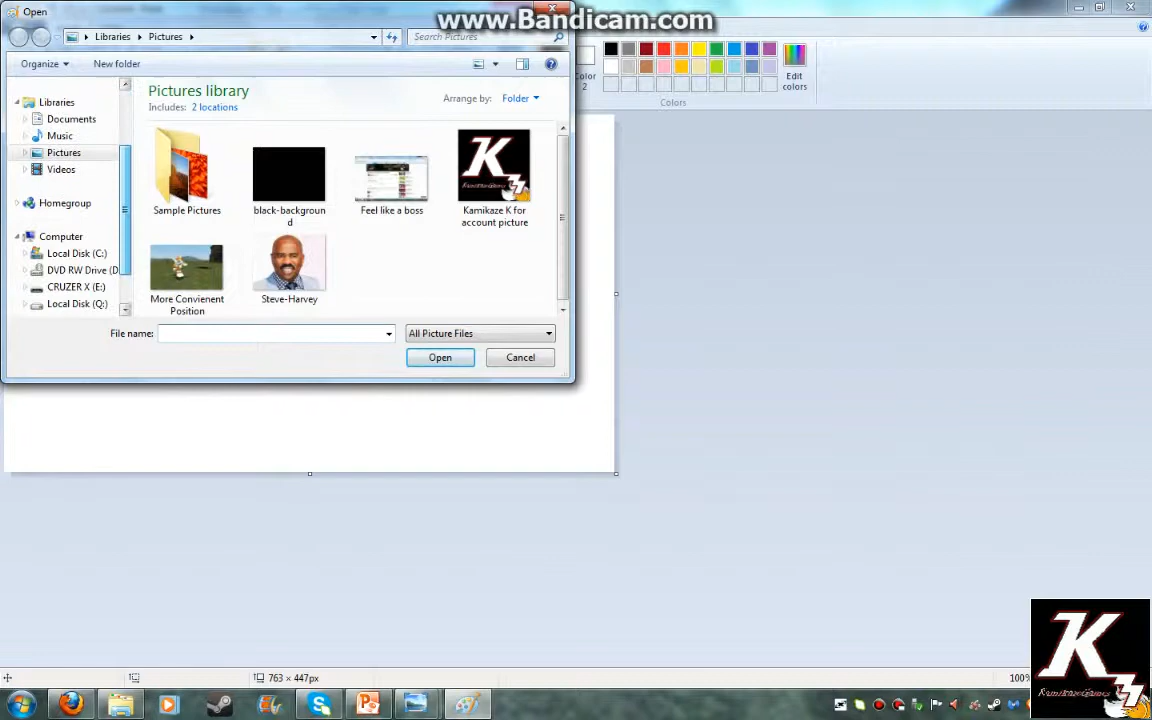 Open
www.Bandicam.com
Libraries
Pictures
Search Pictures
Organize
New folder
Color
2
Edit
colors
Colors
Pictures library
Includes: 2 locations
Arrange by: Folder
Libraries
Documents
Music
Pictures
Videos
Homegroup
Computer
Local Disk (C:)
DVD RW Drive (D
CRUZER X (E:)
Local Disk (Q:)
Sample Pictures
black-backgroun
d
Feel like a boss
Kamikaze K for
account picture
More Convienent
Position
Steve-Harvey
File name:
All Picture Files
Open
Cancel
763 × 447px
100%
K